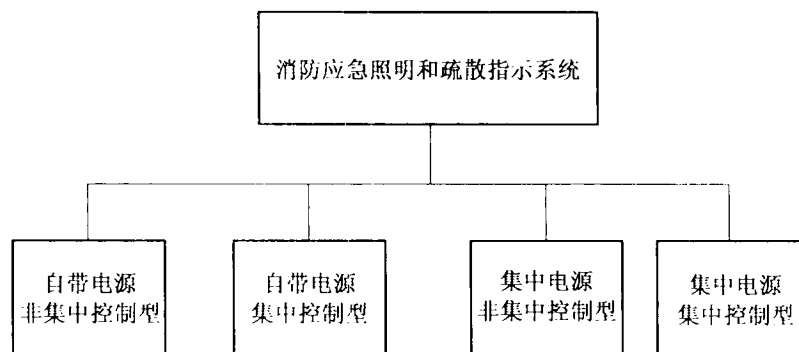 消防应急照明和疏散指示系统
自带电源
非集中控制型
自带电源
集中控制型
集中电源
非集中控制型
集中电源
集中控制型